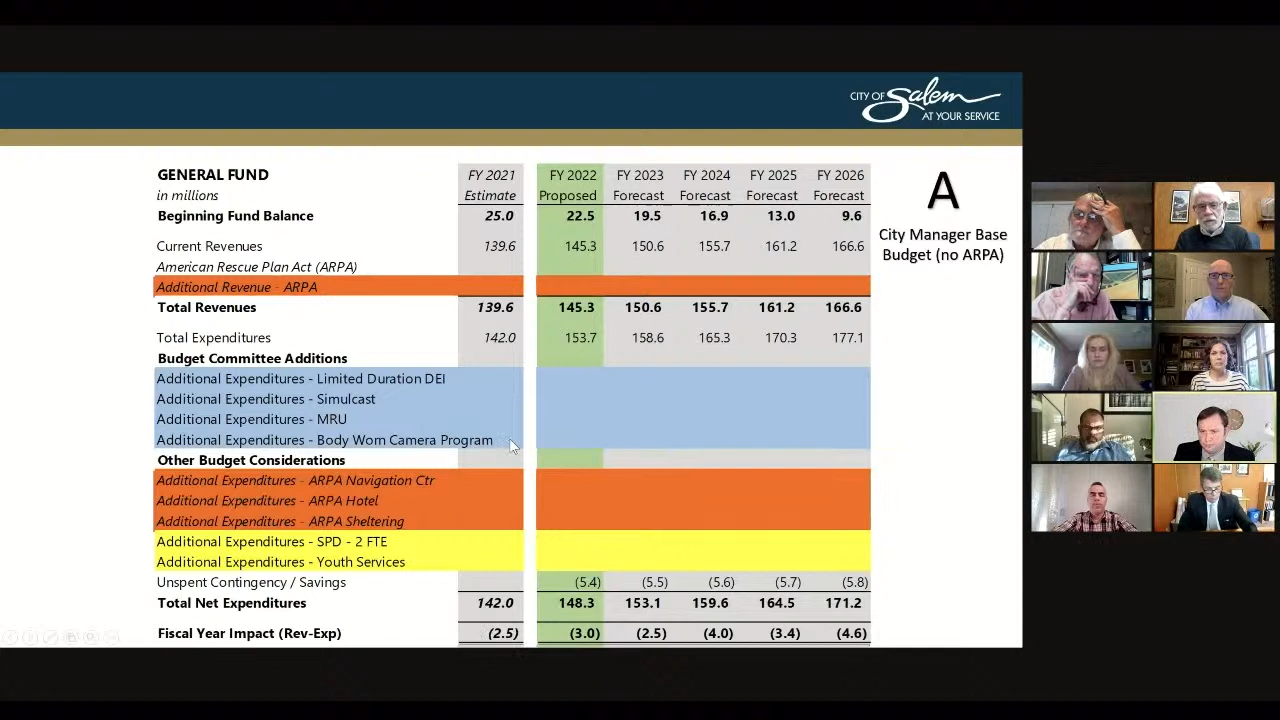 CITY OF Salem
AT YOUR SERVICE
GENERAL FUND FY 2021 FY 2022 FY 2023 FY 2024 FY 2025 FY 2026
in millions Estimate Proposed Forecast Forecast Forecast Forecast
Beginning Fund Balance 25.0 22.5 19.5 16.9 13.0 9.6
Current Revenues 139.6 145.3 150.6 155.7 161.2 166.6
American Rescue Plan Act (ARPA)
Additional Revenue - ARPA
Total Revenues 139.6 145.3 150.6 155.7 161.2 166.6
Total Expenditures 142.0 153.7 158.6 165.3 170.3 177.1
Budget Committee Additions
Additional Expenditures - Limited Duration DEI
Additional Expenditures - Simulcast
Additional Expenditures - MRU
Additional Expenditures - Body Worn Camera Program
Other Budget Considerations
Additional Expenditures - ARPA Navigation Ctr
Additional Expenditures - ARPA Hotel
Additional Expenditures - ARPA Sheltering
Additional Expenditures - SPD - 2 FTE
Additional Expenditures - Youth Services
Unspent Contingency / Savings (5.4) (5.5) (5.6) (5.7) (5.8)
Total Net Expenditures 142.0 148.3 153.1 159.6 164.5 171.2
Fiscal Year Impact (Rev-Exp) (2.5) (3.0) (2.5) (4.0) (3.4) (4.6)
A
City Manager Base
Budget (no ARPA)